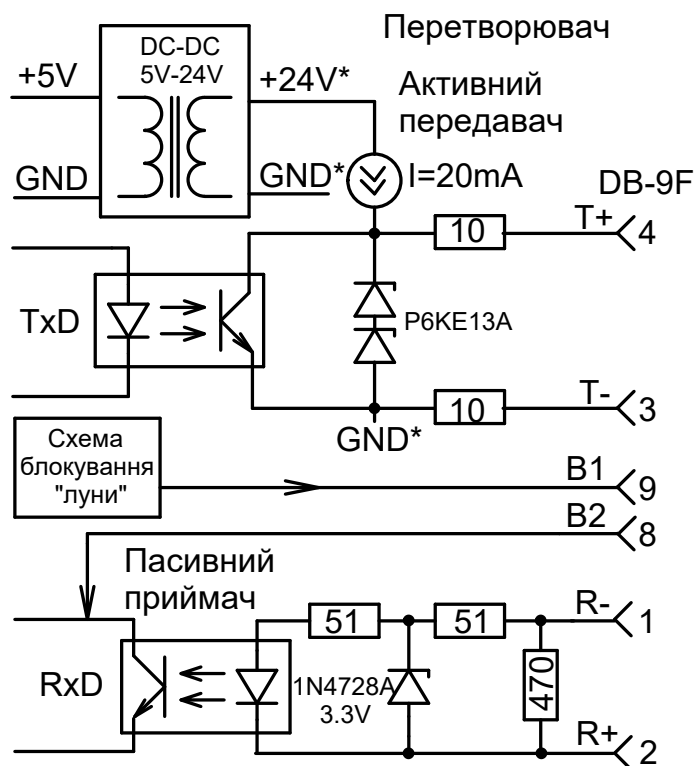 Перетворювач
DC-DC
5V-24V
+5V
+24V*
Активний
передавач
GND
GND*
I=20mA
DB-9F
T+
10
4
TxD
P6KE13A
T-
10
3
GND*
Схема
блокування
"луни"
B1
9
B2
8
Пасивний
приймач
51
51
R-
1
RxD
1N4728A
3.3V
470
R+
2